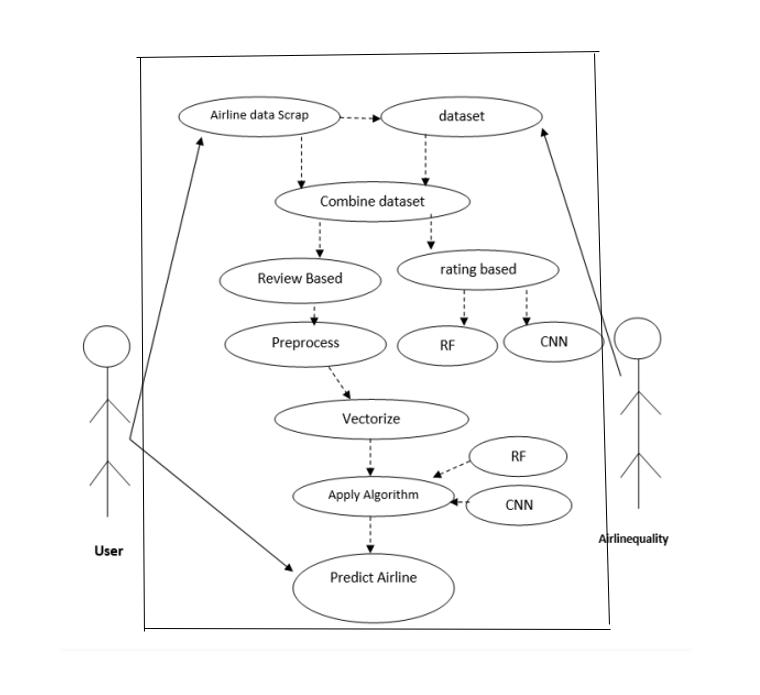 Airline data Scrap
dataset
Combine dataset
Review Based
rating based
Preprocess
RF
CNN
Vectorize
RF
Apply Algorithm
CNN
User
Airlinequality
Predict Airline